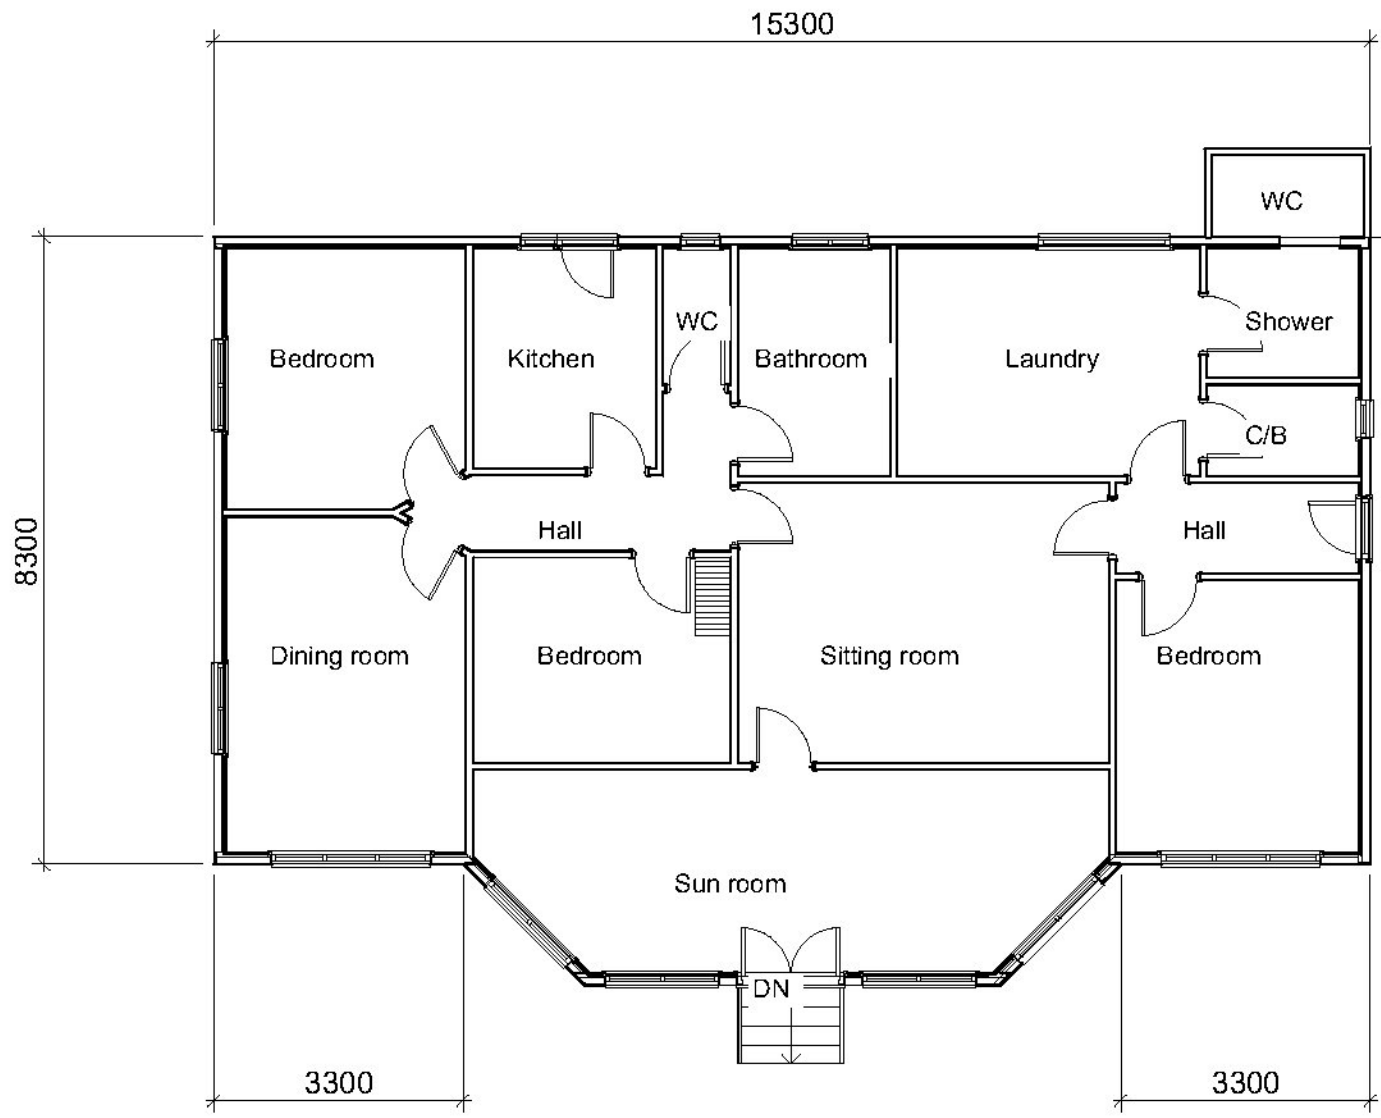 15300
WC
WC
Shower
Bedroom
Kitchen
Bathroom
Laundry
C/B
Hall
Hall
8300
Dining room
Bedroom
Sitting room
Bedroom
Sun room
DN
3300
3300